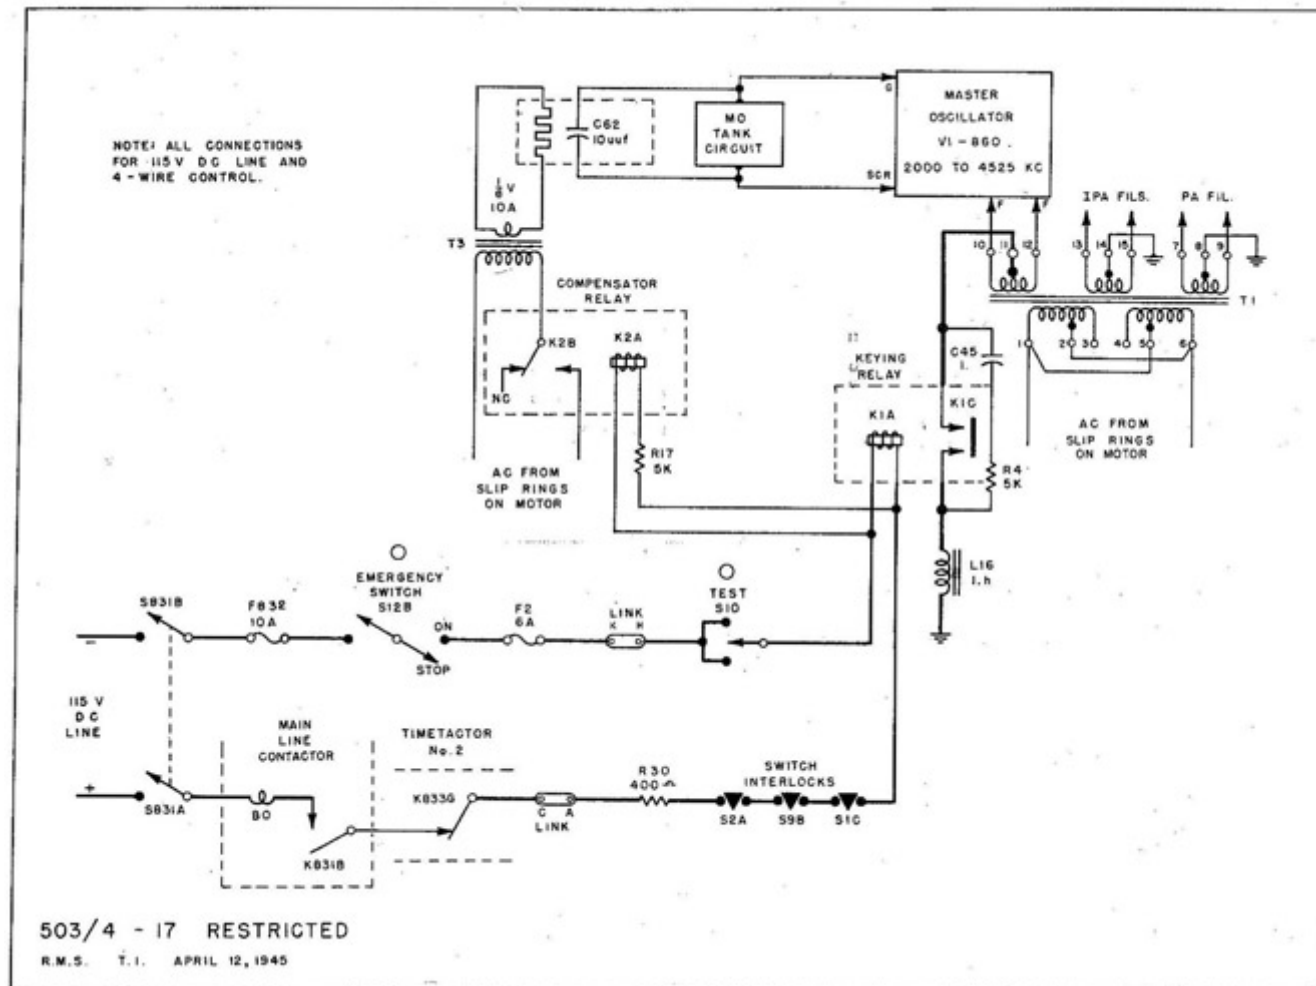 NOTE: ALL CONNECTIONS
FOR 115 V DC LINE AND
4-WIRE CONTROL.
C62
10uuf
MO
TANK
CIRCUIT
G
SCR
MASTER
OSCILLATOR
V1-860.
2000 TO 4525 KC
F
F
IPA FILS.
PA FIL.
10
11
12
13
14
15
7
8
9
T1
1/8 V
10A
T3
COMPENSATOR
RELAY
K2B
K2A
NC
R17
5K
AC FROM
SLIP RINGS
ON MOTOR
KEYING
RELAY
C45
1.
K1A
K1C
R4
5K
1
2
3
4
5
6
AC FROM
SLIP RINGS
ON MOTOR
L16
1.h
S831B
F832
10A
EMERGENCY
SWITCH
S12B
ON
STOP
F2
6A
LINK
K H
TEST
S10
-
115 V
DC
LINE
+
S831A
MAIN
LINE
CONTACTOR
BO
K831B
TIMETACTOR
No. 2
K833G
C A
LINK
R30
400 Ω
SWITCH
INTERLOCKS
S2A
S9B
S1C
503/4 - 17 RESTRICTED
R.M.S. T.I. APRIL 12, 1945